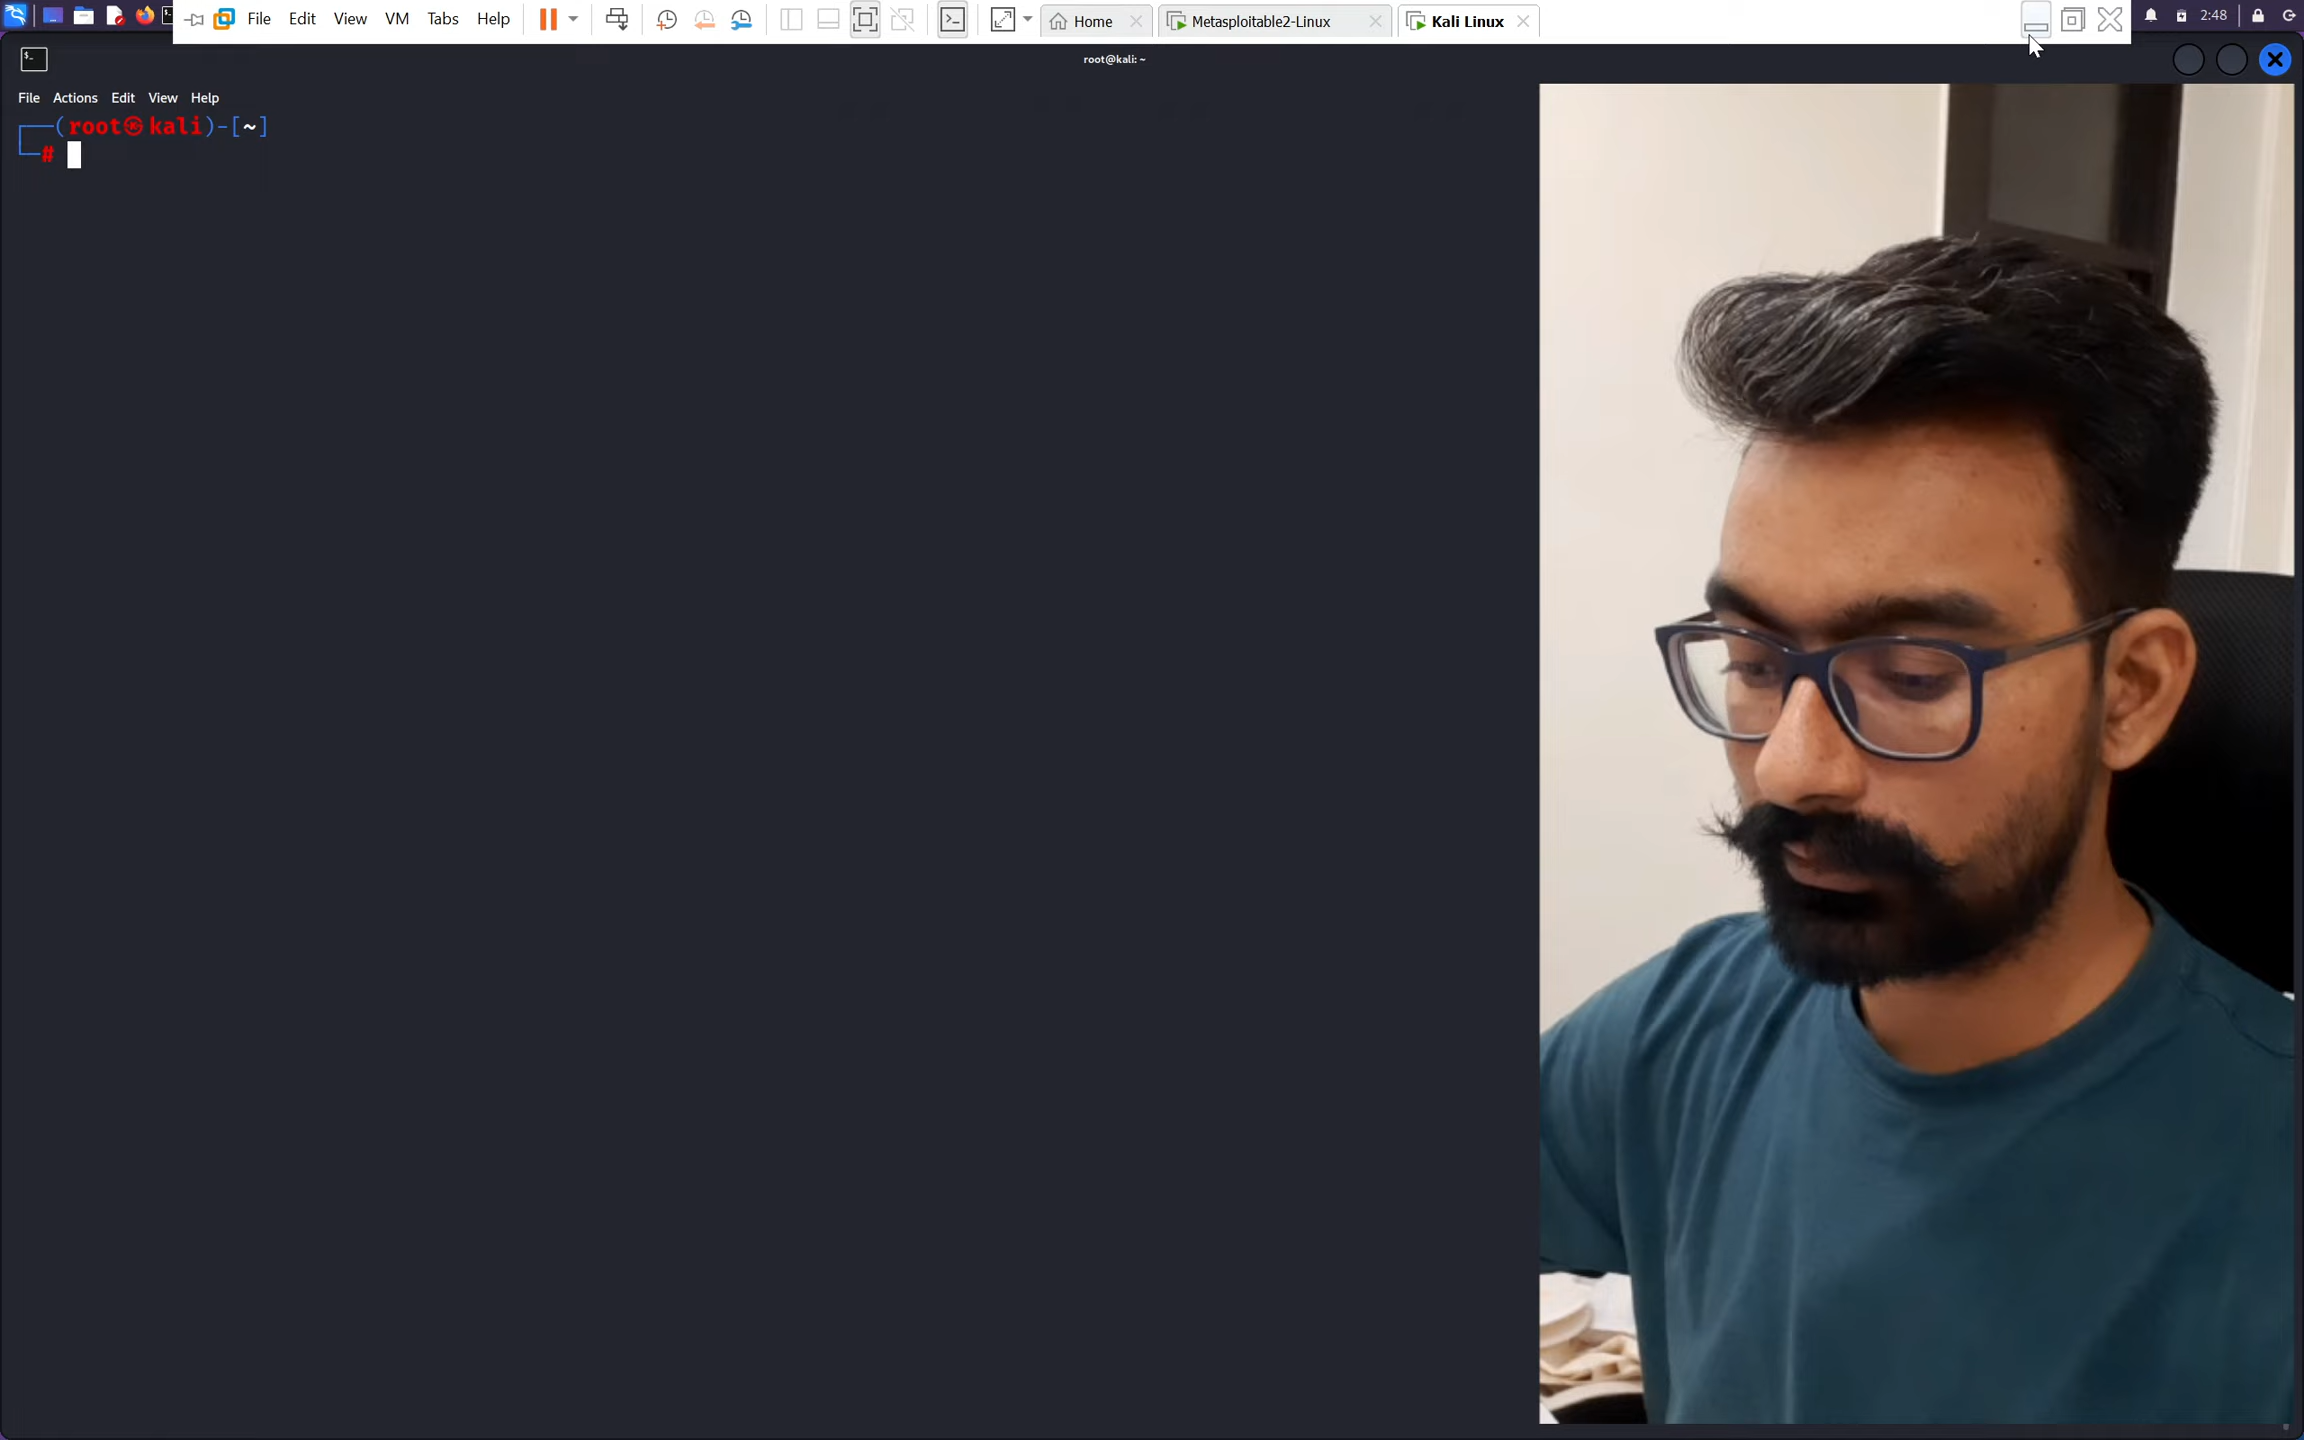 File Edit View VM Tabs Help Home Metasploitable2-Linux Kali Linux 2:48
root@kali: ~
File Actions Edit View Help
(root㉿kali)-[~]
#